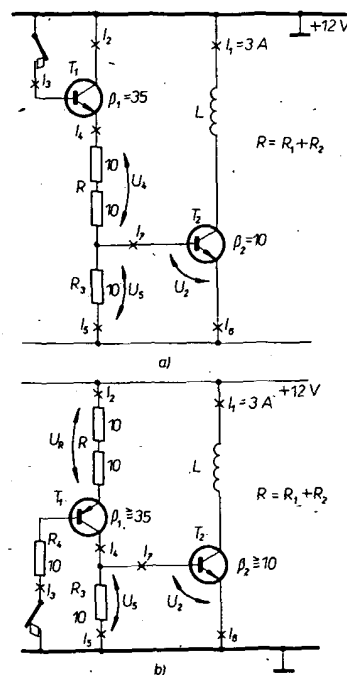 +12 V
I₂
I₁ = 3 A
I₃
T₁
β₁ = 35
I₄
L
R = R₁ + R₂
10
R
U₄
10
T₂
I₇
β₂ = 10
R₃
10
U₅
U₂
I₅
I₆
a)
+12 V
I₂
I₁ = 3 A
10
U_R
R
10
L
R = R₁ + R₂
T₁
β₁ ≧ 35
R₄
I₄
T₂
10
I₇
β₂ ≧ 10
R₃
I₃
10
U₅
U₂
I₅
I₆
b)